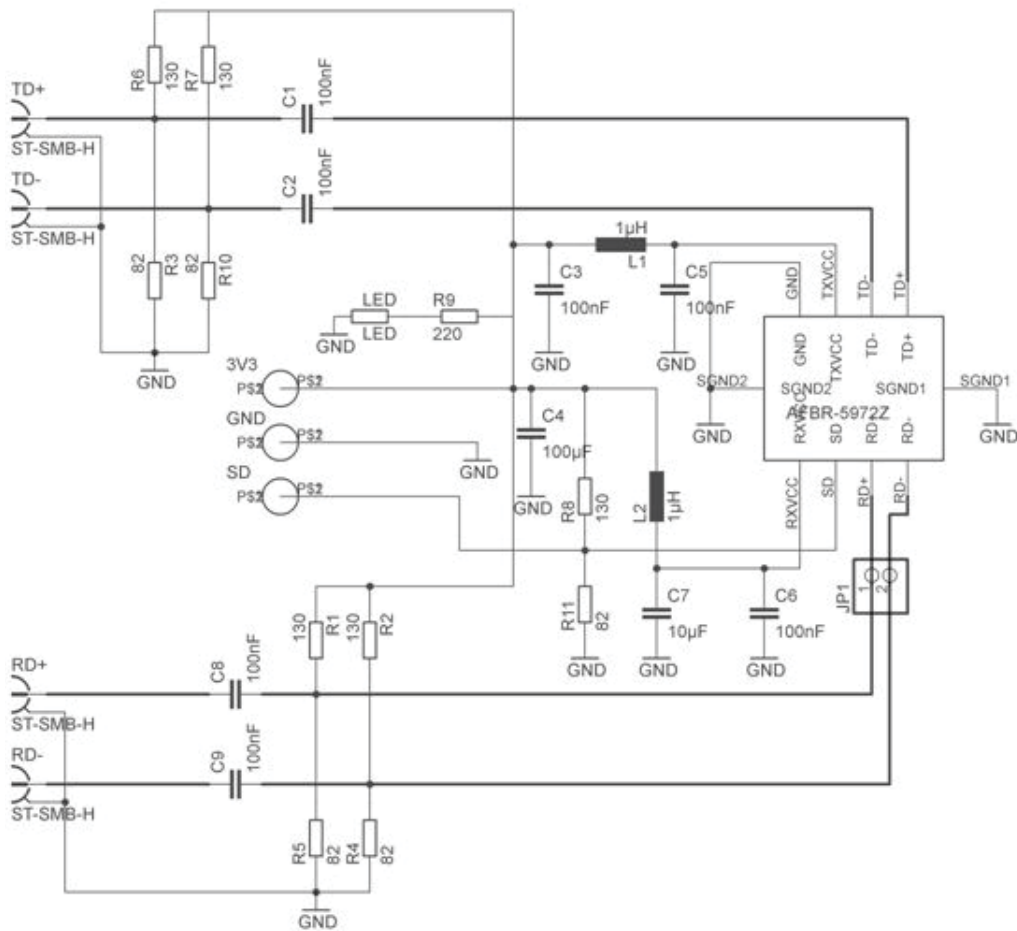 R6
130
R7
130
TD+
C1
100nF
ST-SMB-H
TD-
C2
100nF
ST-SMB-H
82
R3
82
R10
GND
1µH
L1
C3
100nF
GND
C5
100nF
GND
GND
TXVCC
TD-
TD+
LED
LED
R9
220
GND
GND
TXVCC
TD-
TD+
SGND2
SGND2
SGND1
SGND1
AFBR-5972Z
GND
GND
RXVCC
SD
RD+
RD-
RXVCC
SD
RD+
RD-
3V3
P$2
P$2
GND
P$2
P$2
GND
SD
P$2
P$2
C4
100µF
GND
R8
130
L2
1µH
JP1
1
2
R11
82
GND
C7
10µF
GND
C6
100nF
GND
130
R1
130
R2
RD+
C8
100nF
ST-SMB-H
RD-
C9
100nF
ST-SMB-H
R5
82
R4
82
GND